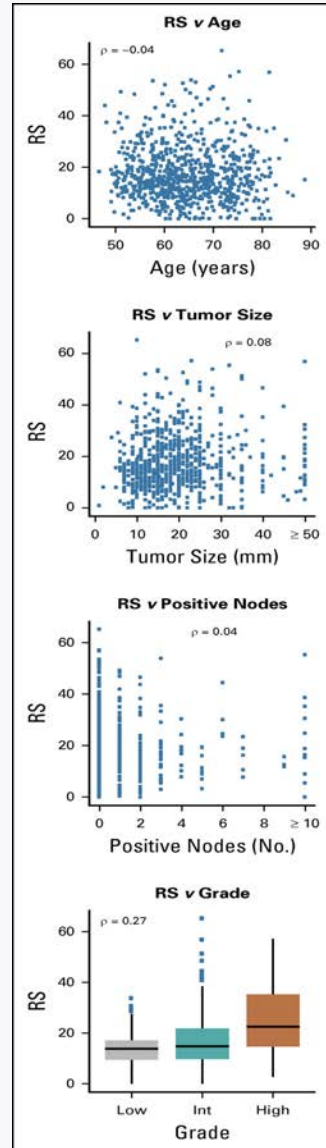 RS v Age
ρ = −0.04
60
40
20
0
RS
50 60 70 80 90
Age (years)
RS v Tumor Size
ρ = 0.08
60
40
20
0
RS
0 10 20 30 40 ≥ 50
Tumor Size (mm)
RS v Positive Nodes
ρ = 0.04
60
40
20
0
RS
0 2 4 6 8 ≥ 10
Positive Nodes (No.)
RS v Grade
ρ = 0.27
60
40
20
0
RS
Low Int High
Grade